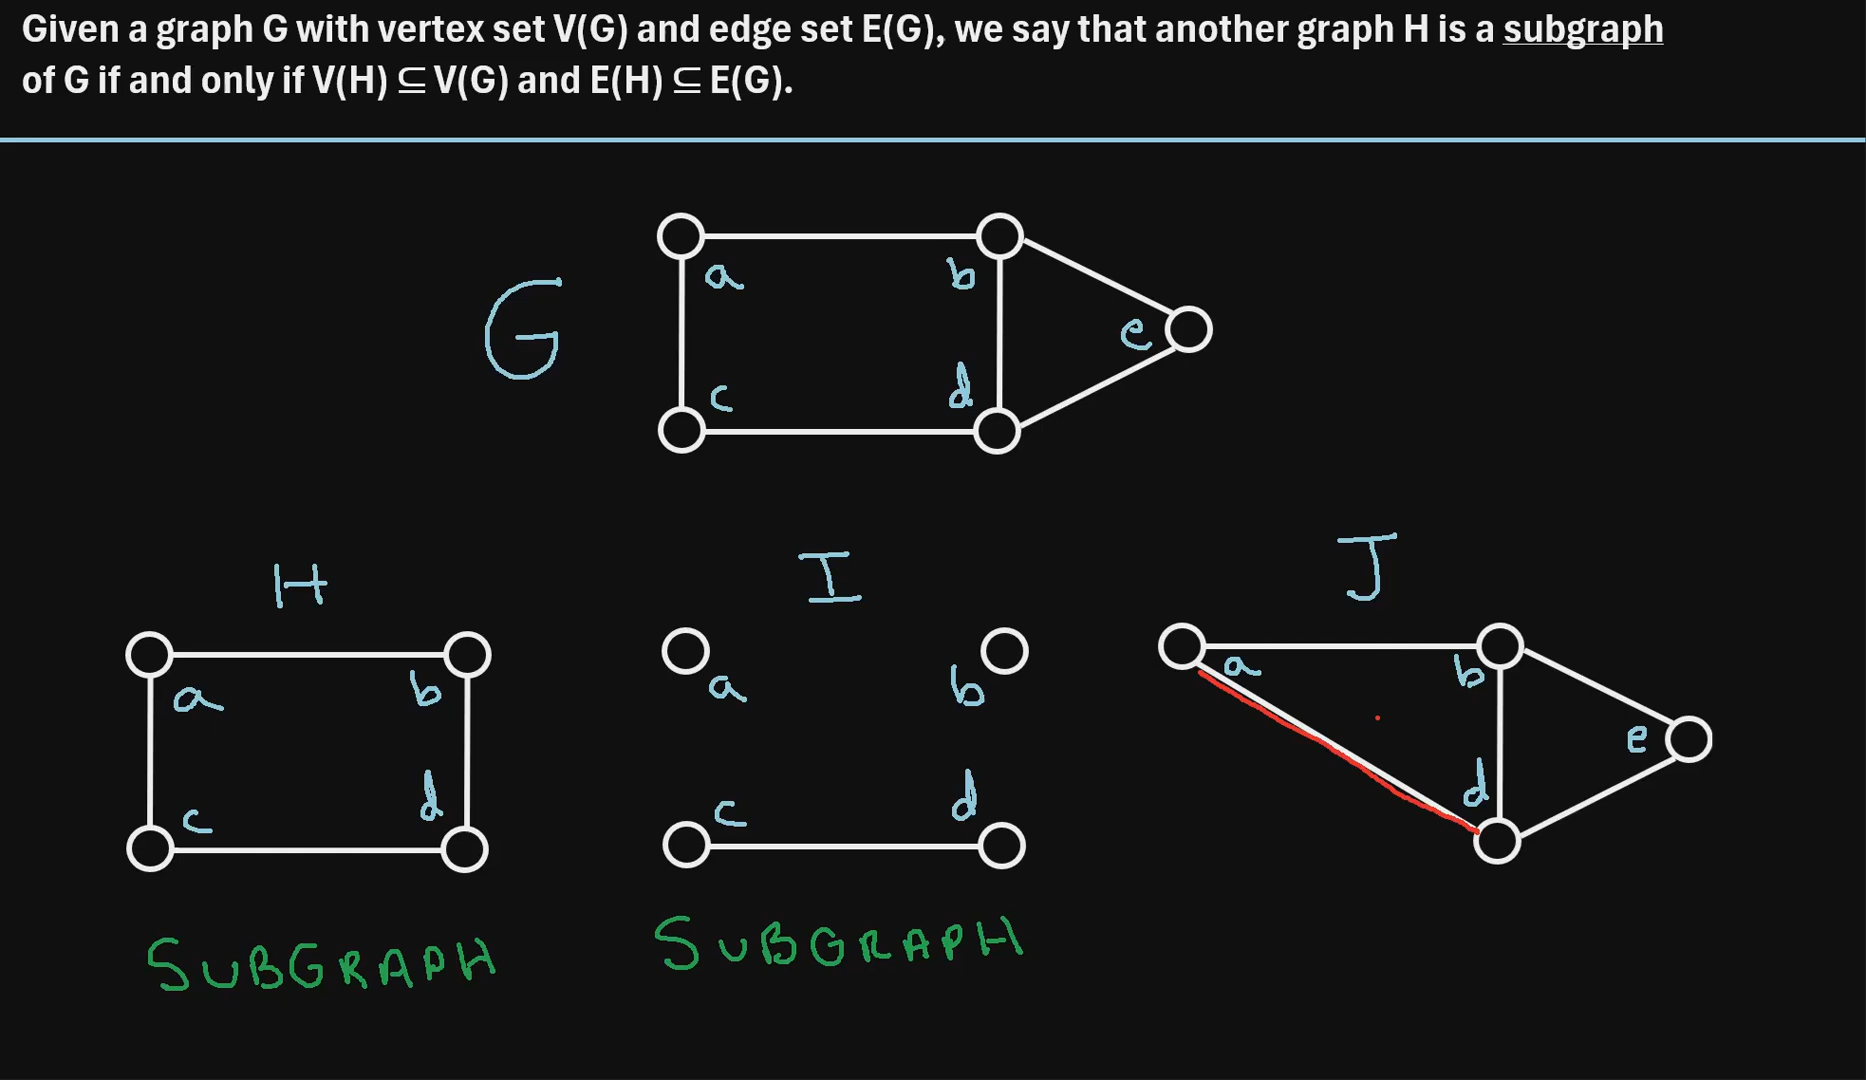 Given a graph G with vertex set V(G) and edge set E(G), we say that another graph H is a subgraph
of G if and only if V(H) ⊆ V(G) and E(H) ⊆ E(G).
G
a b
e
c d
H I J
a b
c d
a b
c d
a b
e
d
SUBGRAPH SUBGRAPH